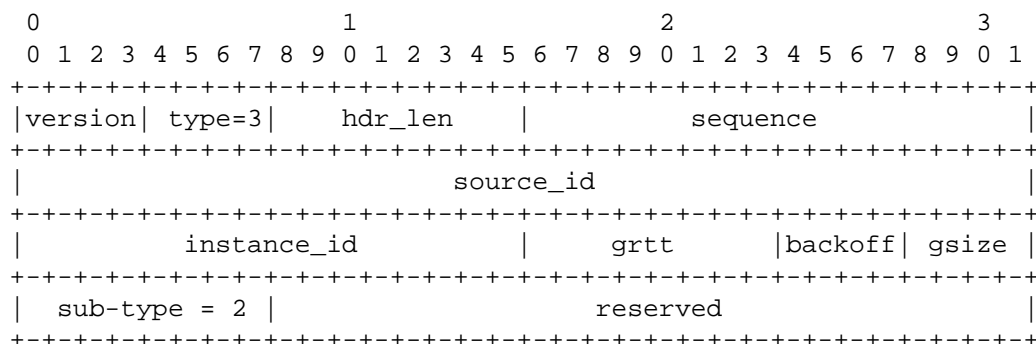 0                   1                   2                   3
 0 1 2 3 4 5 6 7 8 9 0 1 2 3 4 5 6 7 8 9 0 1 2 3 4 5 6 7 8 9 0 1
+-+-+-+-+-+-+-+-+-+-+-+-+-+-+-+-+-+-+-+-+-+-+-+-+-+-+-+-+-+-+-+-+
|version| type=3|    hdr_len    |          sequence             |
+-+-+-+-+-+-+-+-+-+-+-+-+-+-+-+-+-+-+-+-+-+-+-+-+-+-+-+-+-+-+-+-+
|                           source_id                           |
+-+-+-+-+-+-+-+-+-+-+-+-+-+-+-+-+-+-+-+-+-+-+-+-+-+-+-+-+-+-+-+-+
|          instance_id          |     grtt      |backoff| gsize |
+-+-+-+-+-+-+-+-+-+-+-+-+-+-+-+-+-+-+-+-+-+-+-+-+-+-+-+-+-+-+-+-+
|  sub-type = 2 |                    reserved                   |
+-+-+-+-+-+-+-+-+-+-+-+-+-+-+-+-+-+-+-+-+-+-+-+-+-+-+-+-+-+-+-+-+